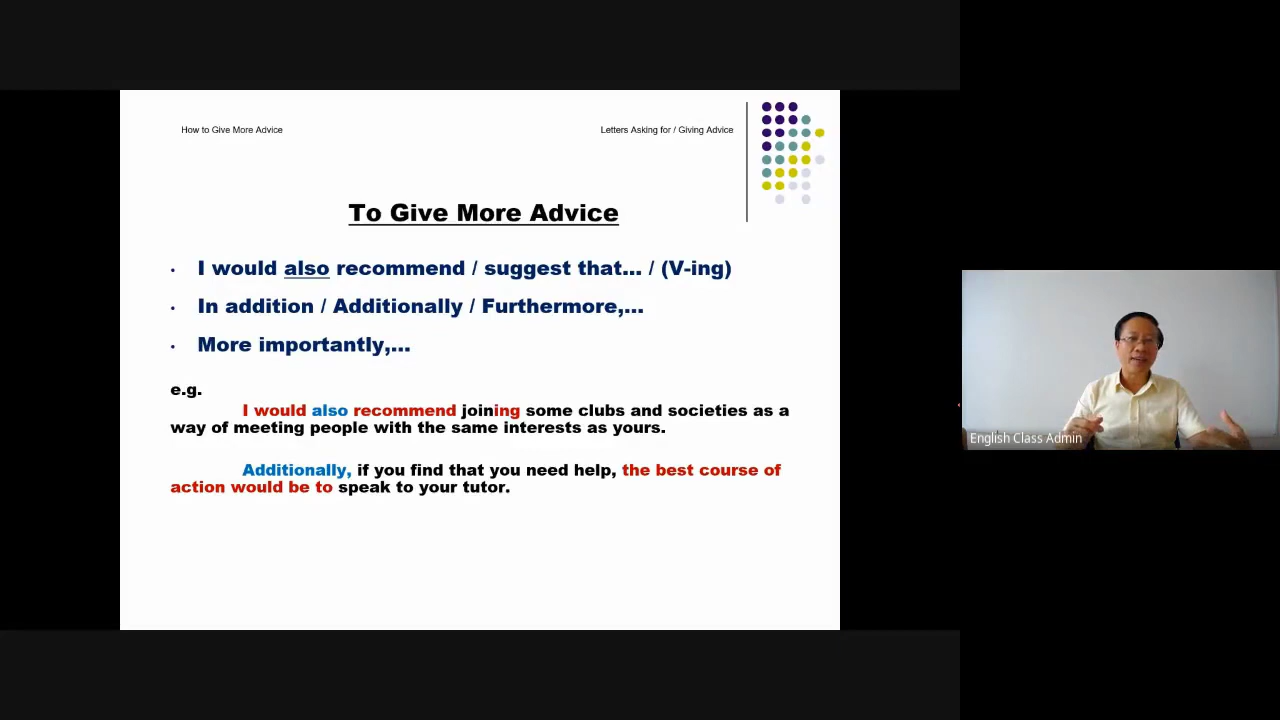 How to Give More Advice
Letters Asking for / Giving Advice
To Give More Advice
• I would also recommend / suggest that... / (V-ing)
• In addition / Additionally / Furthermore,...
• More importantly,...
e.g.
I would also recommend joining some clubs and societies as a
way of meeting people with the same interests as yours.
Additionally, if you find that you need help, the best course of
action would be to speak to your tutor.
English Class Admin